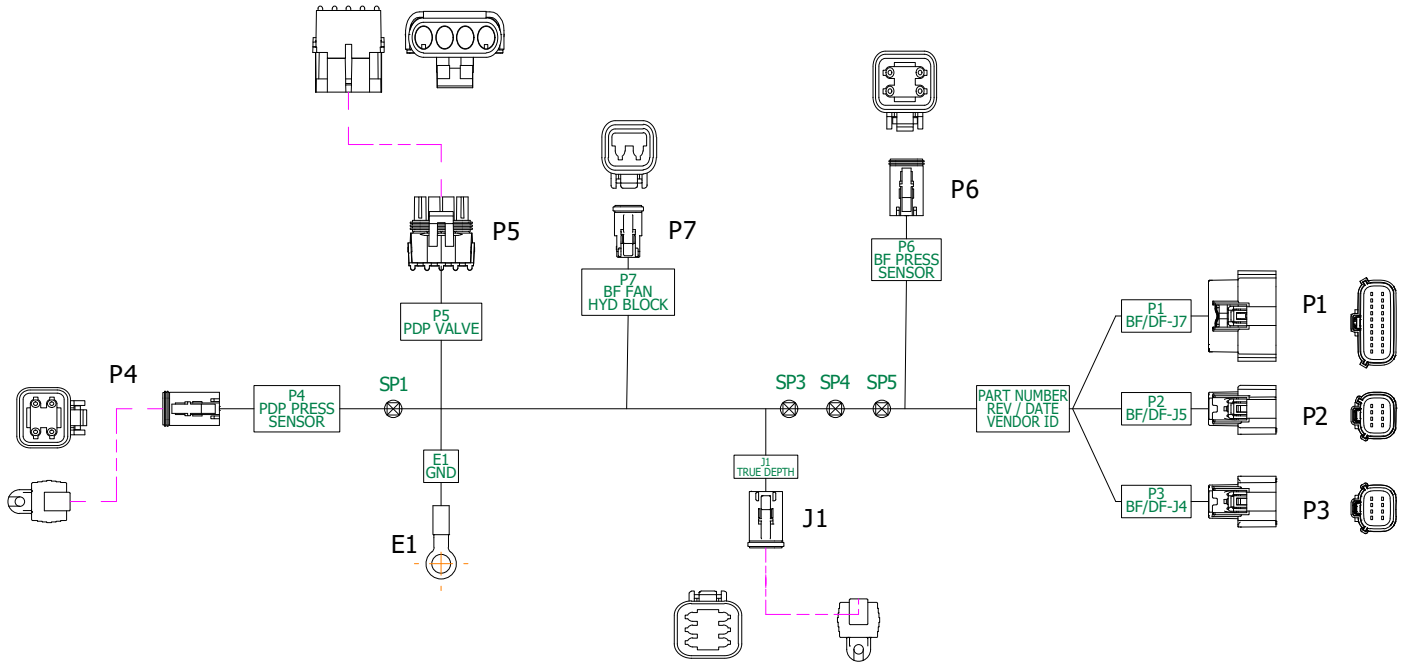 P6
P5
P7
P6
BF PRESS
SENSOR
P7
BF FAN
HYD BLOCK
P5
PDP VALVE
P1
BF/DF-J7
P1
P4
P4
PDP PRESS
SENSOR
SP1
SP3
SP4
SP5
PART NUMBER
REV / DATE
VENDOR ID
P2
BF/DF-J5
P2
E1
GND
J1
TRUE DEPTH
P3
BF/DF-J4
P3
J1
E1